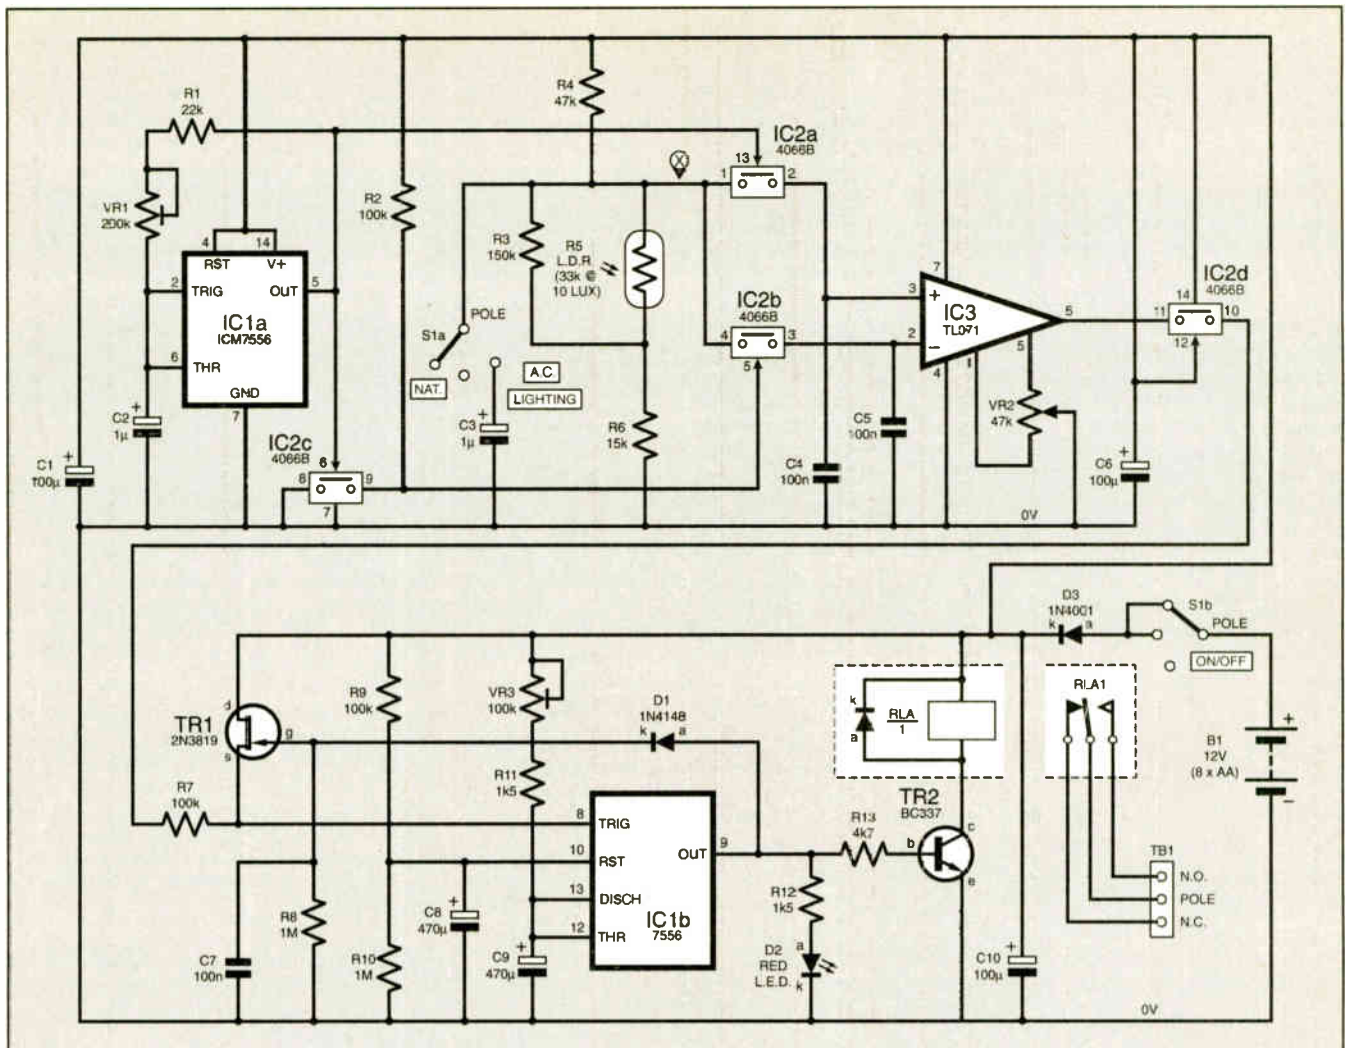 R1
22k
VR1
200k
4
14
RST
V+
2
TRIG
OUT
5
IC1a
ICM7556
6
THR
GND
7
C2
1µ
+
C1
100µ
+
IC2c
4066B
6
8
9
7
R2
100k
R4
47k
R3
150k
R5
L.D.R.
(33k @
10 LUX)
X
POLE
S1a
NAT.
A.C.
LIGHTING
C3
1µ
+
R6
15k
IC2a
4066B
13
1
2
IC2b
4066B
4
3
5
C5
100n
C4
100n
7
3
+
IC3
TL071
2
−
4
1
5
5
VR2
47k
0V
C6
100µ
+
IC2d
4066B
14
11
10
12
D3
1N4001
k
a
S1b
POLE
ON/OFF
+
B1
12V
(8 x AA)
−
d
TR1
2N3819
g
s
R7
100k
C7
100n
R8
1M
R9
100k
R10
1M
C8
470µ
+
VR3
100k
R11
1k5
C9
470µ
+
D1
1N4148
k
a
8
TRIG
10
RST
OUT
9
13
DISCH
IC1b
7556
12
THR
R12
1k5
D2
RED
L.E.D.
a
k
R13
4k7
TR2
BC337
b
c
e
k
a
RLA
1
RLA1
C10
100µ
+
TB1
N.O.
POLE
N.C.
0V